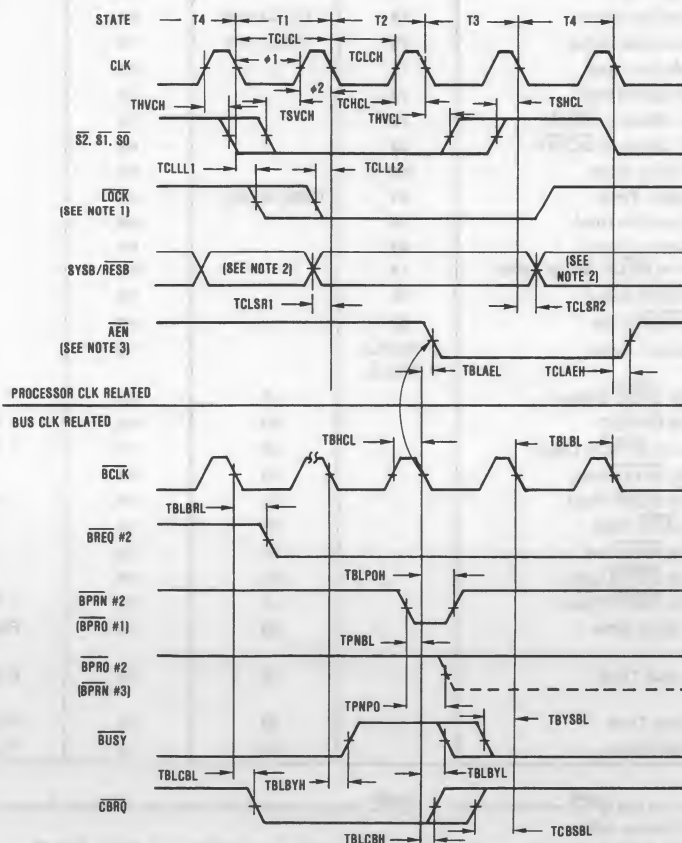 STATE T4 T1 T2 T3 T4
TCLCL TCLCH
CLK ϕ1
ϕ2
THVCH TSVCH TCHCL THVCL TSHCL
S2, S1, S0
TCLLL1 TCLLL2
LOCK
(SEE NOTE 1)
SYSB/RESB (SEE NOTE 2) (SEE NOTE 2)
TCLSR1 TCLSR2
AEN
(SEE NOTE 3)
TBLAEL TCLAEH
PROCESSOR CLK RELATED
BUS CLK RELATED
TBHCL TBLBL
BCLK
TBLBRL
BREQ #2
TBLPOH
BPRN #2
(BPRO #1)
TPNBL
BPRO #2
(BPRN #3)
TPNPO TBYSBL
BUSY
TBLCBL TBLBYH TBLBYL
CBRQ
TBLCBH TCBSBL